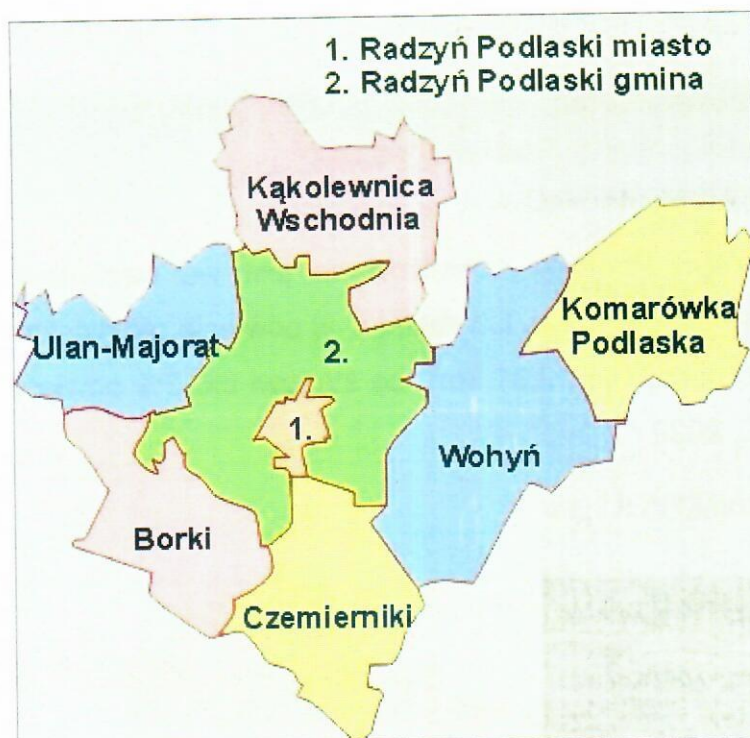 1. Radzyń Podlaski miasto
2. Radzyń Podlaski gmina
Kąkolewnica
Wschodnia
Komarówka
Podlaska
Ulan-Majorat
2.
1.
Wohyń
Borki
Czemierniki